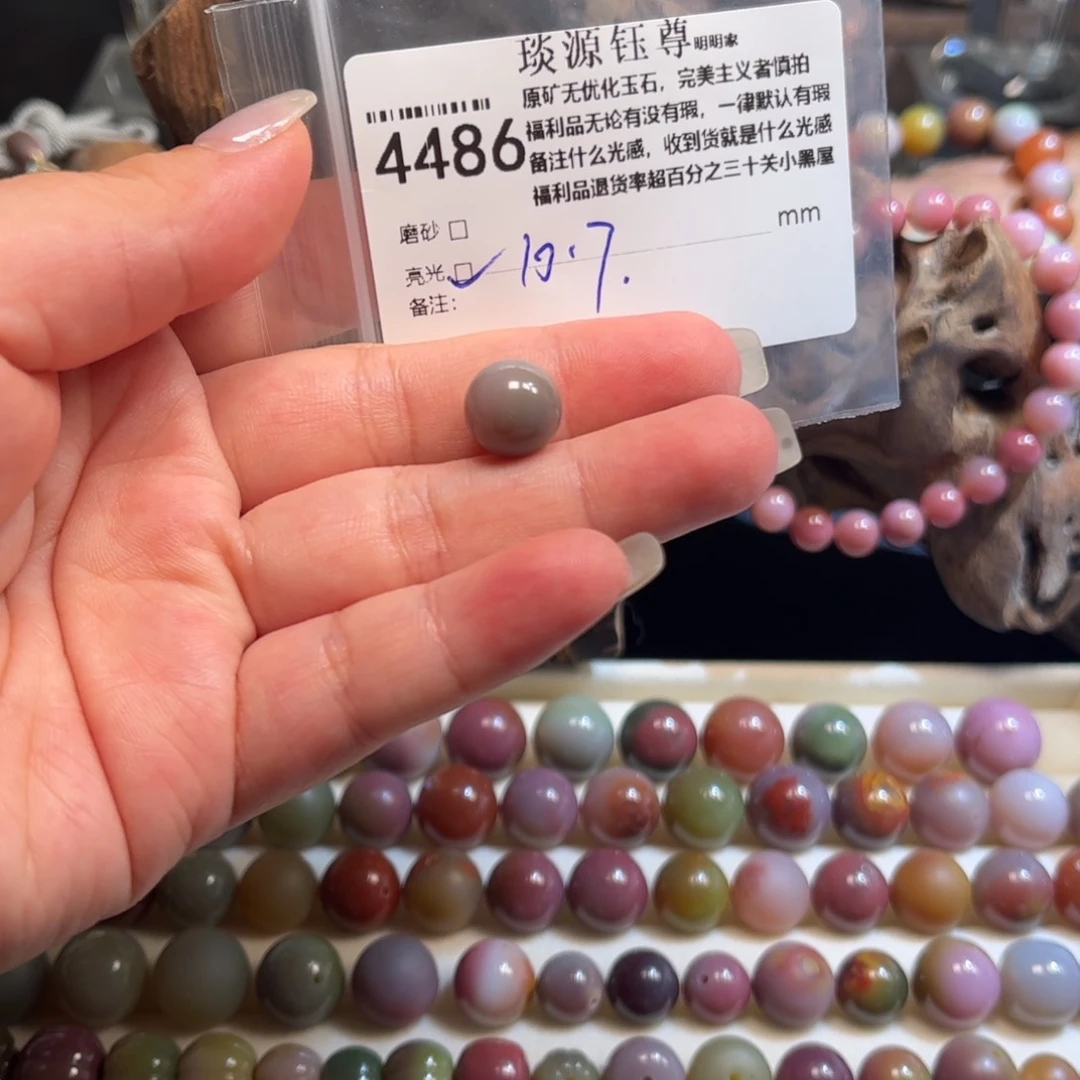 琰源钰尊明明家
原矿无优化玉石，完美主义者慎拍
福利品无论有没有瑕，一律默认有瑕
4486
备注什么光感，收到货就是什么光感
福利品退货率超百分之三十关小黑屋
磨砂 □
mm
亮光 □ ✓ 10.7.
备注：